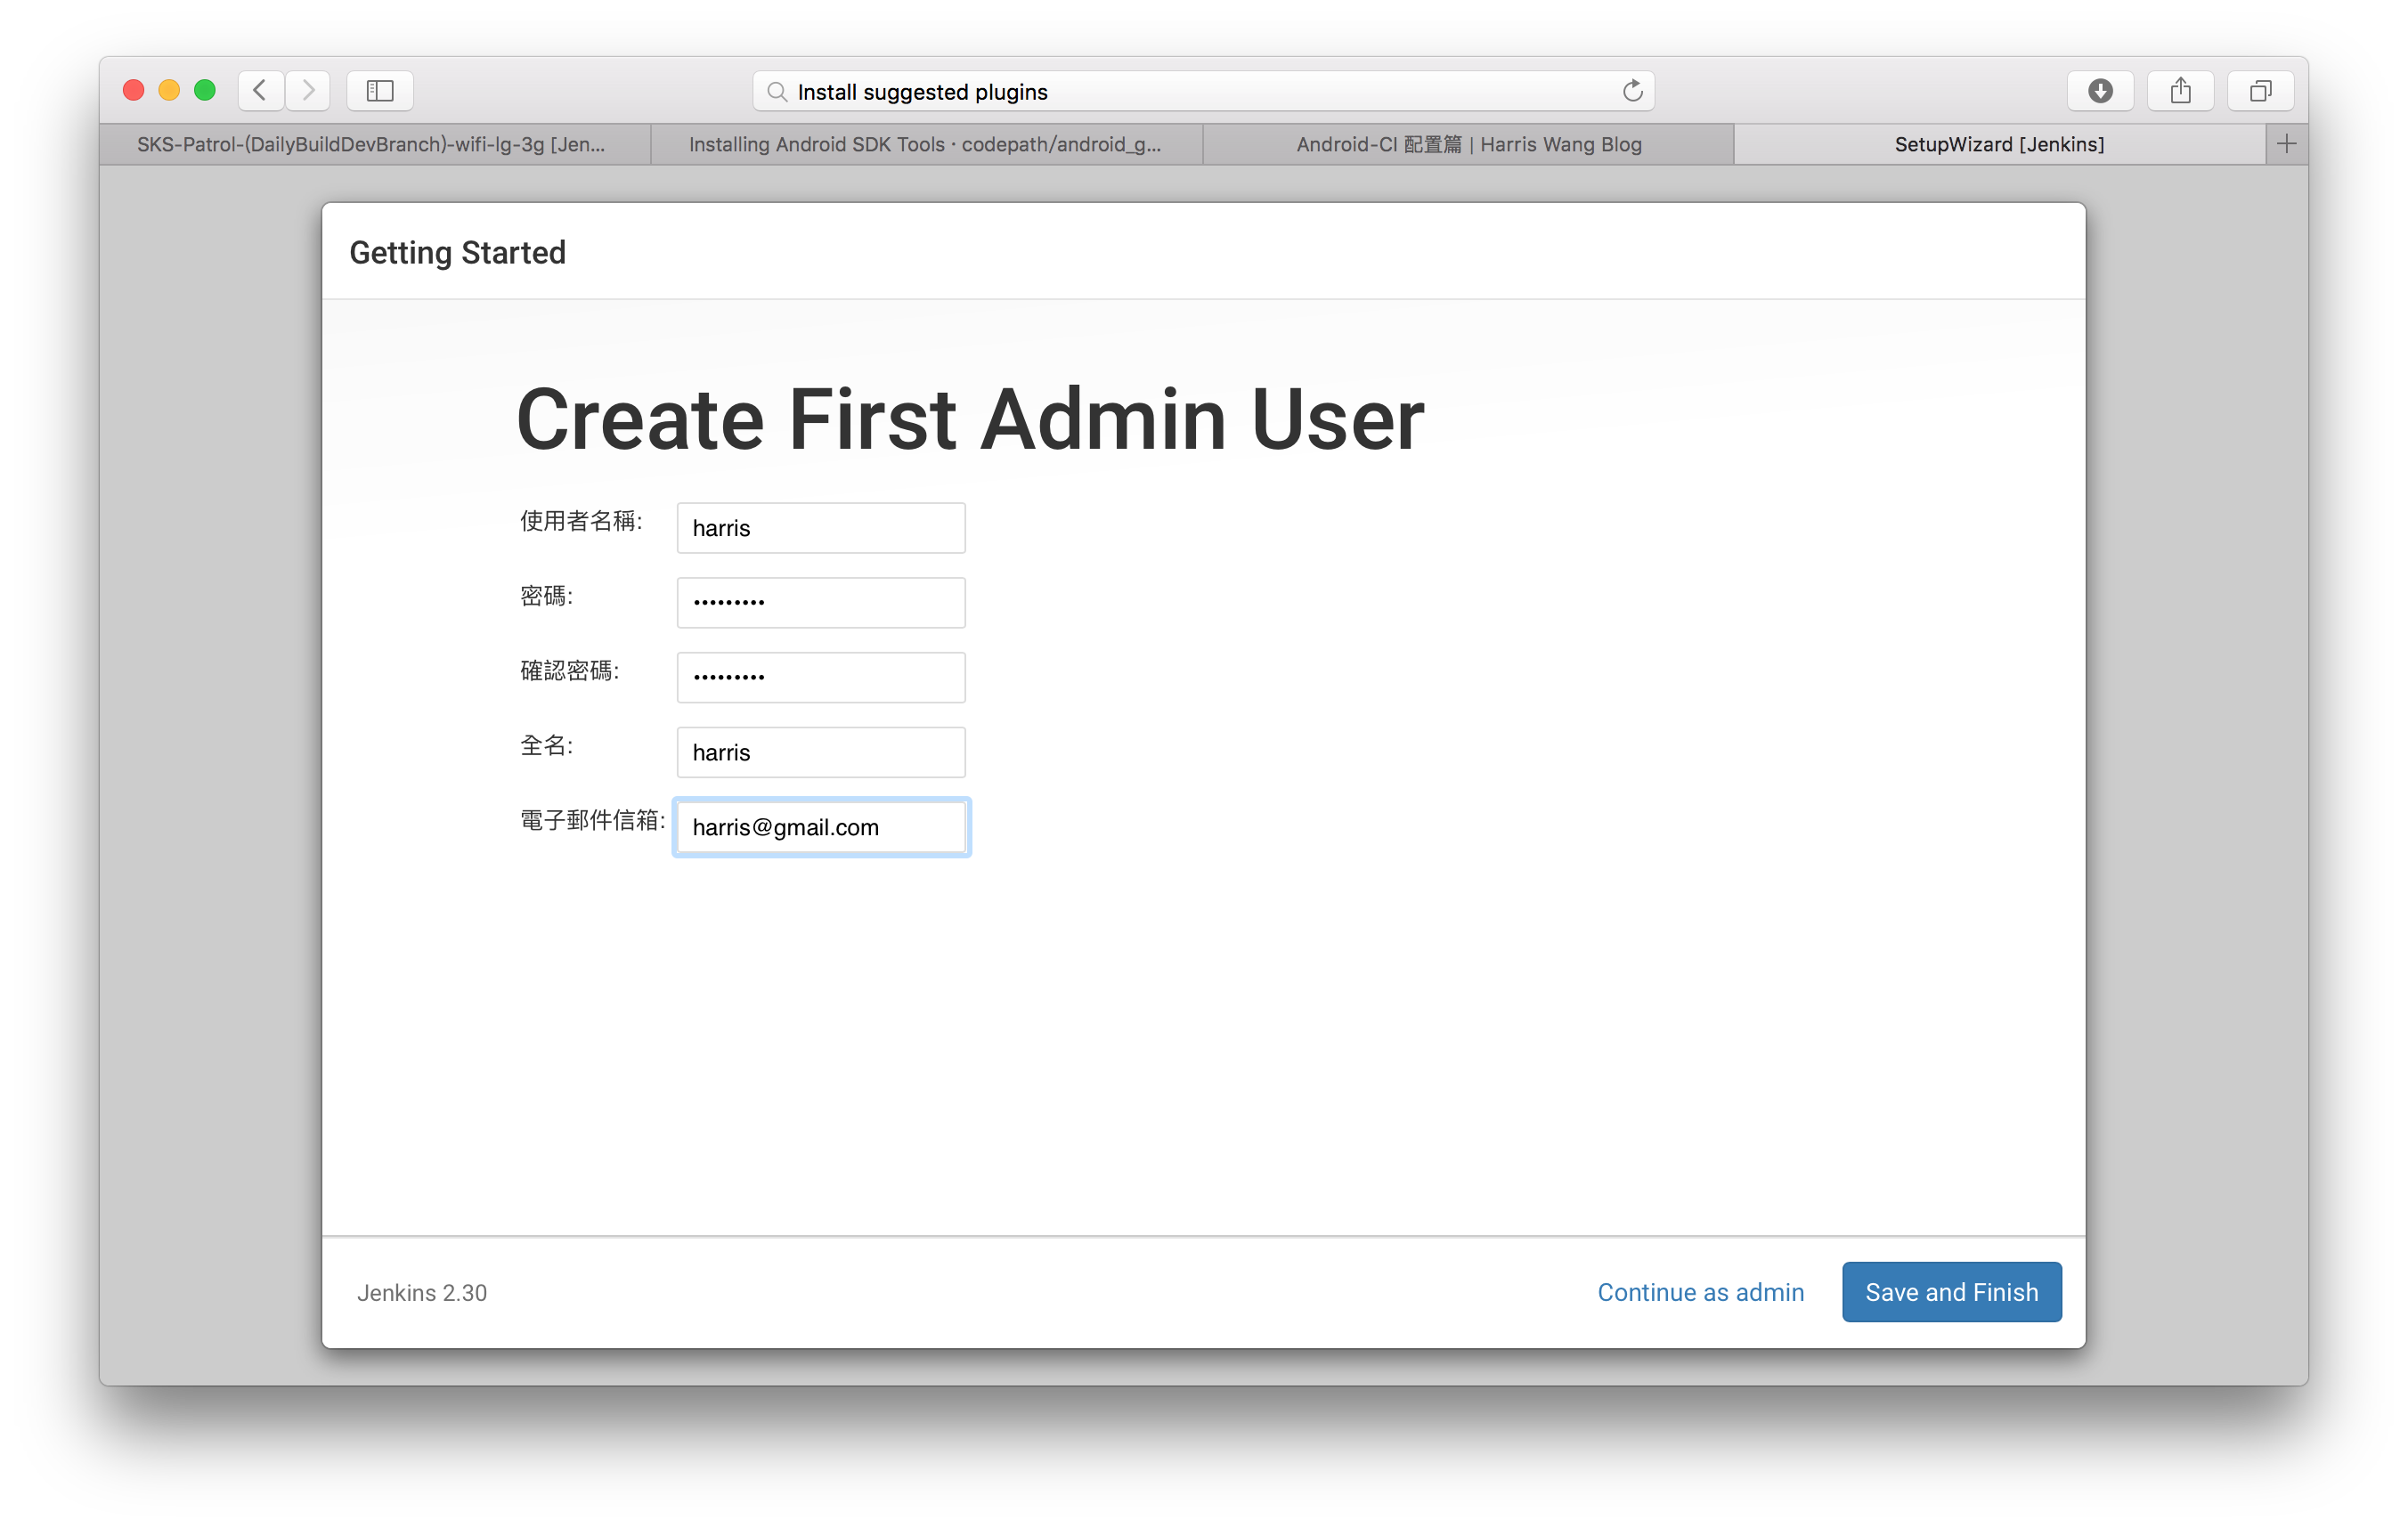 Install suggested plugins
SKS-Patrol-(DailyBuildDevBranch)-wifi-lg-3g [Jen...
Installing Android SDK Tools · codepath/android_g...
Android-CI 配置篇 | Harris Wang Blog
SetupWizard [Jenkins]
Getting Started
Create First Admin User
使用者名稱: harris
密碼: •••••••••
確認密碼: •••••••••
全名: harris
電子郵件信箱: harris@gmail.com
Jenkins 2.30
Continue as admin
Save and Finish